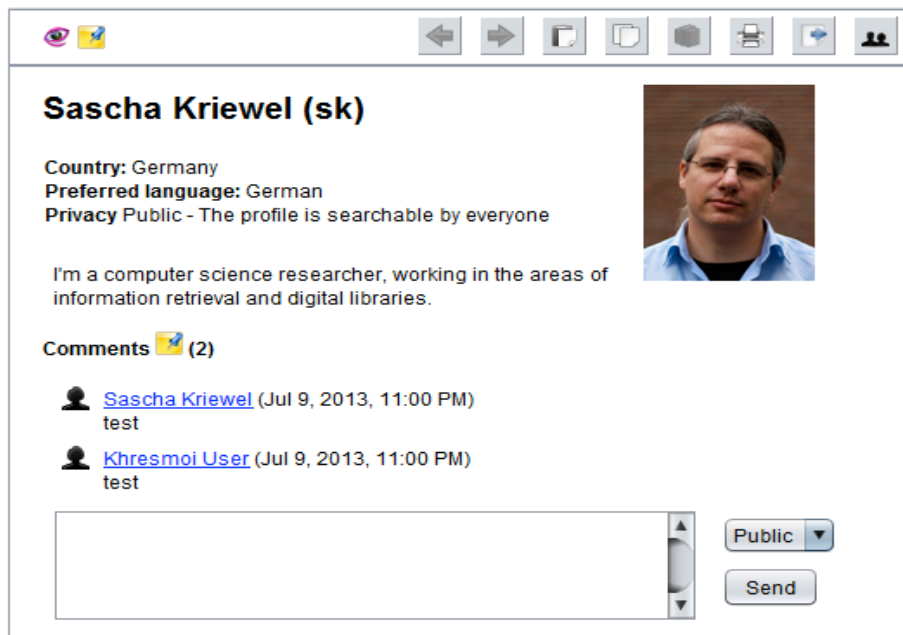 Sascha Kriewel (sk)
Country: Germany
Preferred language: German
Privacy Public - The profile is searchable by everyone
I'm a computer science researcher, working in the areas of
information retrieval and digital libraries.
Comments (2)
Sascha Kriewel (Jul 9, 2013, 11:00 PM)
test
Khresmoi User (Jul 9, 2013, 11:00 PM)
test
Public
Send